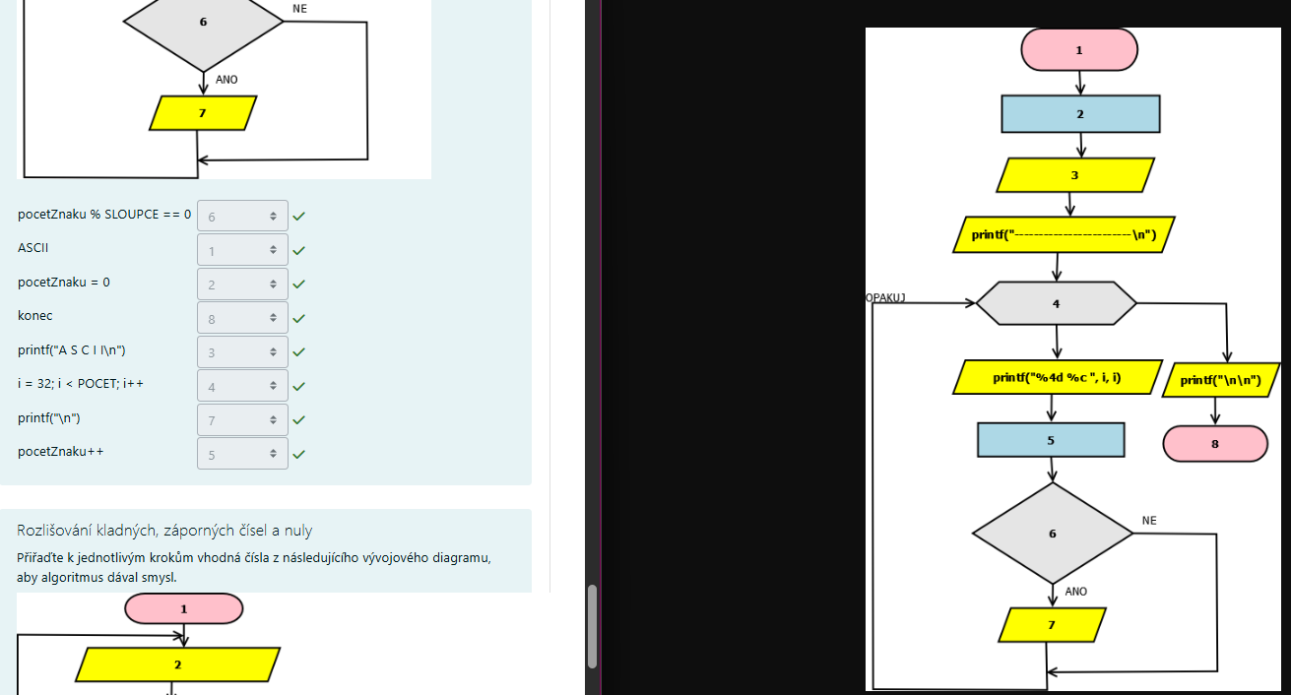 6
NE
ANO
7
pocetZnaku % SLOUPCE == 0 6
ASCII 1
pocetZnaku = 0 2
konec 8
printf("A S C I I\n") 3
i = 32; i < POCET; i++ 4
printf("\n") 7
pocetZnaku++ 5
Rozlišování kladných, záporných čísel a nuly
Přiřaďte k jednotlivým krokům vhodná čísla z následujícího vývojového diagramu,
aby algoritmus dával smysl.
1
2
1
2
3
printf("--------------------------\n")
OPAKUJ
4
printf("%4d %c ", i, i)
printf("\n\n")
5
8
6
NE
ANO
7